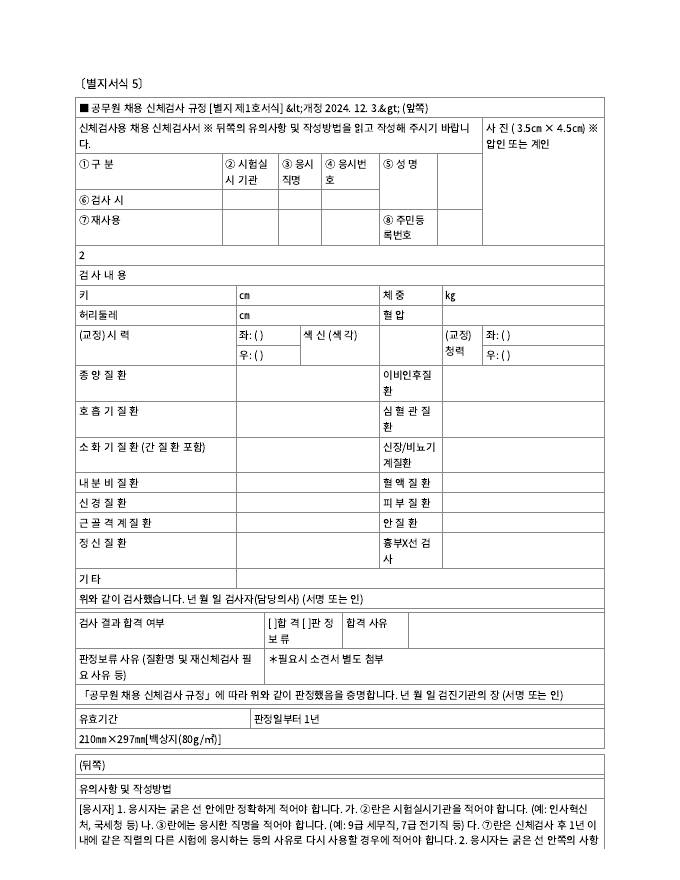 〔별지서식 5〕
■ 공무원 채용 신체검사 규정 [별지 제1호서식] &lt;개정 2024. 12. 3.&gt; (앞쪽)
신체검사용 채용 신체검사서 ※ 뒤쪽의 유의사항 및 작성방법을 읽고 작성해 주시기 바랍니
다.
사 진 ( 3.5㎝ × 4.5㎝) ※
압인 또는 계인
① 구 분
② 시험실
시 기관
③ 응시
직명
④ 응시번
호
⑤ 성 명
⑥ 검사 시
⑦ 재사용
⑧ 주민등
록번호
2
검 사 내 용
키
㎝
체 중
㎏
허리둘레
㎝
혈 압
(교정) 시 력
좌: ( )
우: ( )
색 신 (색 각)
(교정)
청력
좌: ( )
우: ( )
종 양 질 환
이비인후질
환
호 흡 기 질 환
심 혈 관 질
환
소 화 기 질 환 (간 질 환 포함)
신장/비뇨기
계질환
내 분 비 질 환
혈 액 질 환
신 경 질 환
피 부 질 환
근 골 격 계 질 환
안 질 환
정 신 질 환
흉부X선 검
사
기 타
위와 같이 검사했습니다. 년 월 일 검사자(담당의사) (서명 또는 인)
검사 결과 합격 여부
[ ]합 격 [ ]판 정
보 류
합격 사유
판정보류 사유 (질환명 및 재신체검사 필
요 사유 등)
＊필요시 소견서 별도 첨부
「공무원 채용 신체검사 규정」에 따라 위와 같이 판정했음을 증명합니다. 년 월 일 검진기관의 장 (서명 또는 인)
유효기간
판정일부터 1년
210㎜×297㎜[백상지(80g/㎡)]
(뒤쪽)
유의사항 및 작성방법
[응시자] 1. 응시자는 굵은 선 안에만 정확하게 적어야 합니다. 가. ②란은 시험실시기관을 적어야 합니다. (예: 인사혁신
처, 국세청 등) 나. ③란에는 응시한 직명을 적어야 합니다. (예: 9급 세무직, 7급 전기직 등) 다. ⑦란은 신체검사 후 1년 이
내에 같은 직렬의 다른 시험에 응시하는 등의 사유로 다시 사용할 경우에 적어야 합니다. 2. 응시자는 굵은 선 안쪽의 사항